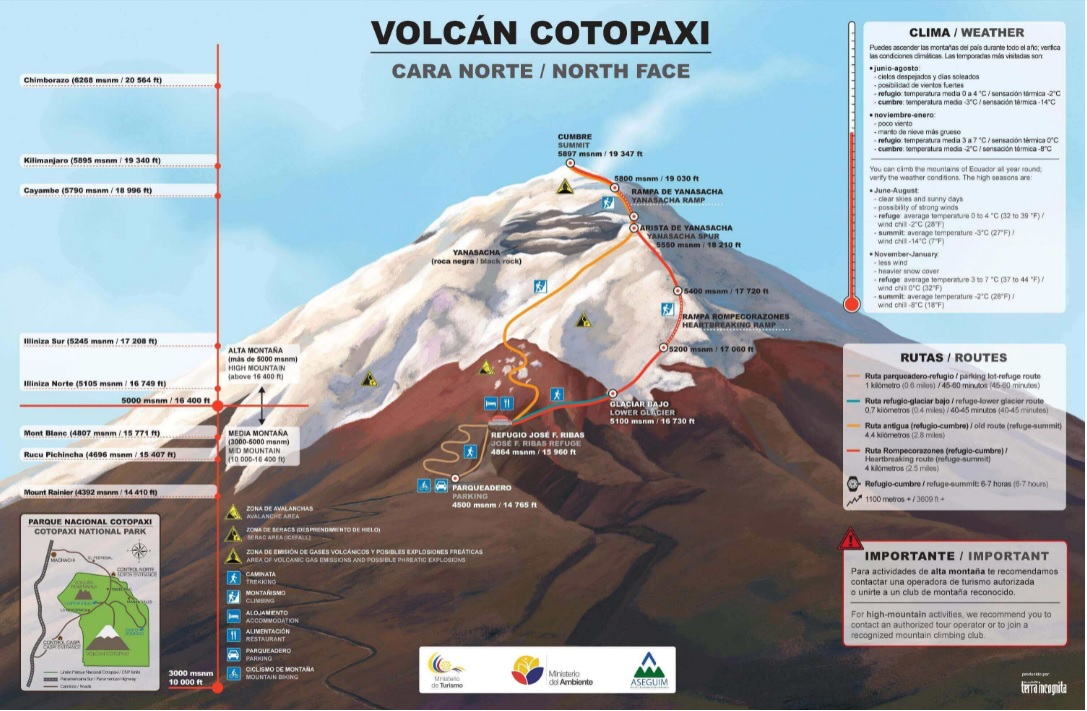 VOLCÁN COTOPAXI
CARA NORTE / NORTH FACE
Chimborazo (6268 msnm / 20 564 ft)
Kilimanjaro (5895 msnm / 19 340 ft)
Cayambe (5790 msnm / 18 996 ft)
Illiniza Sur (5245 msnm / 17 208 ft)
Illiniza Norte (5105 msnm / 16 749 ft)
5000 msnm / 16 400 ft
Mont Blanc (4807 msnm / 15 771 ft)
Rucu Pichincha (4696 msnm / 15 407 ft)
Mount Rainier (4392 msnm / 14 410 ft)
3000 msnm
10 000 ft
ALTA MONTAÑA
(más de 5000 msnm)
HIGH MOUNTAIN
(above 16 400 ft)
MEDIA MONTAÑA
(3000-5000 msnm)
MID MOUNTAIN
(10 000-16 400 ft)
CUMBRE
SUMMIT
5897 msnm / 19 347 ft
5800 msnm / 19 030 ft
RAMPA DE YANASACHA
YANASACHA RAMP
ARISTA DE YANASACHA
YANASACHA SPUR
5550 msnm / 18 210 ft
YANASACHA
(roca negra / black rock)
5400 msnm / 17 720 ft
RAMPA ROMPECORAZONES
HEARTBREAKING RAMP
5200 msnm / 17 060 ft
GLACIAR BAJO
LOWER GLACIER
5100 msnm / 16 730 ft
REFUGIO JOSÉ F. RIBAS
JOSÉ F. RIBAS REFUGE
4864 msnm / 15 960 ft
PARQUEADERO
PARKING
4500 msnm / 14 765 ft
ZONA DE AVALANCHAS
AVALANCHE AREA
ZONA DE SERACS (DESPRENDIMIENTO DE HIELO)
SERAC AREA (ICEFALL)
ZONA DE EMISIÓN DE GASES VOLCÁNICOS Y POSIBLES EXPLOSIONES FREÁTICAS
AREA OF VOLCANIC GAS EMISSIONS AND POSSIBLE PHREATIC EXPLOSIONS
CAMINATA
TREKKING
MONTAÑISMO
CLIMBING
ALOJAMIENTO
ACCOMMODATION
ALIMENTACIÓN
RESTAURANT
PARQUEADERO
PARKING
CICLISMO DE MONTAÑA
MOUNTAIN BIKING
PARQUE NACIONAL COTOPAXI
COTOPAXI NATIONAL PARK
MACHACHI
CONTROL NORTE
NORTH ENTRANCE
CONTROL CASPI
CASPI ENTRANCE
VOLCÁN COTOPAXI
CLIMA / WEATHER
Puedes ascender las montañas del país durante todo el año; verifica
las condiciones climáticas. Las temporadas más visitadas son:
• junio-agosto:
- cielos despejados y días soleados
- posibilidad de vientos fuertes
- refugio: temperatura media 0 a 4 °C / sensación térmica -2°C
- cumbre: temperatura media -3°C / sensación térmica -14°C
• noviembre-enero:
- poco viento
- manto de nieve más grueso
- refugio: temperatura media 3 a 7 °C / sensación térmica 0°C
- cumbre: temperatura media -2°C / sensación térmica -8°C
You can climb the mountains of Ecuador all year round;
verify the weather conditions. The high seasons are:
• June-August:
- clear skies and sunny days
- possibility of strong winds
- refuge: average temperature 0 to 4 °C (32 to 39 °F) /
wind chill -2°C (28°F)
- summit: average temperature -3°C (27°F) /
wind chill -14°C (7°F)
• November-January:
- less wind
- heavier snow cover
- refuge: average temperature 3 to 7 °C (37 to 44 °F) /
wind chill 0°C (32°F)
- summit: average temperature -2°C (28°F) /
wind chill -8°C (18°F)
RUTAS / ROUTES
Ruta parqueadero-refugio / parking lot-refuge route
1 kilómetro (0.6 miles) / 45-60 minutos (45-60 minutes)
Ruta refugio-glaciar bajo / refuge-lower glacier route
0,7 kilómetros (0.4 miles) / 40-45 minutos (40-45 minutes)
Ruta antigua (refugio-cumbre) / old route (refuge-summit)
4,4 kilómetros (2.8 miles)
Ruta Rompecorazones (refugio-cumbre) /
Heartbreaking route (refuge-summit)
4 kilómetros (2.5 miles)
Refugio-cumbre / refuge-summit: 6-7 horas (6-7 hours)
1100 metros + / 3609 ft +
IMPORTANTE / IMPORTANT
Para actividades de alta montaña te recomendamos
contactar una operadora de turismo autorizada
o unirte a un club de montaña reconocido.
For high-mountain activities, we recommend you to
contact an authorized tour operator or to join a
recognized mountain climbing club.
Ministerio
de Turismo
Ministerio
del Ambiente
ASEGUIM
producido por:
terra incognita